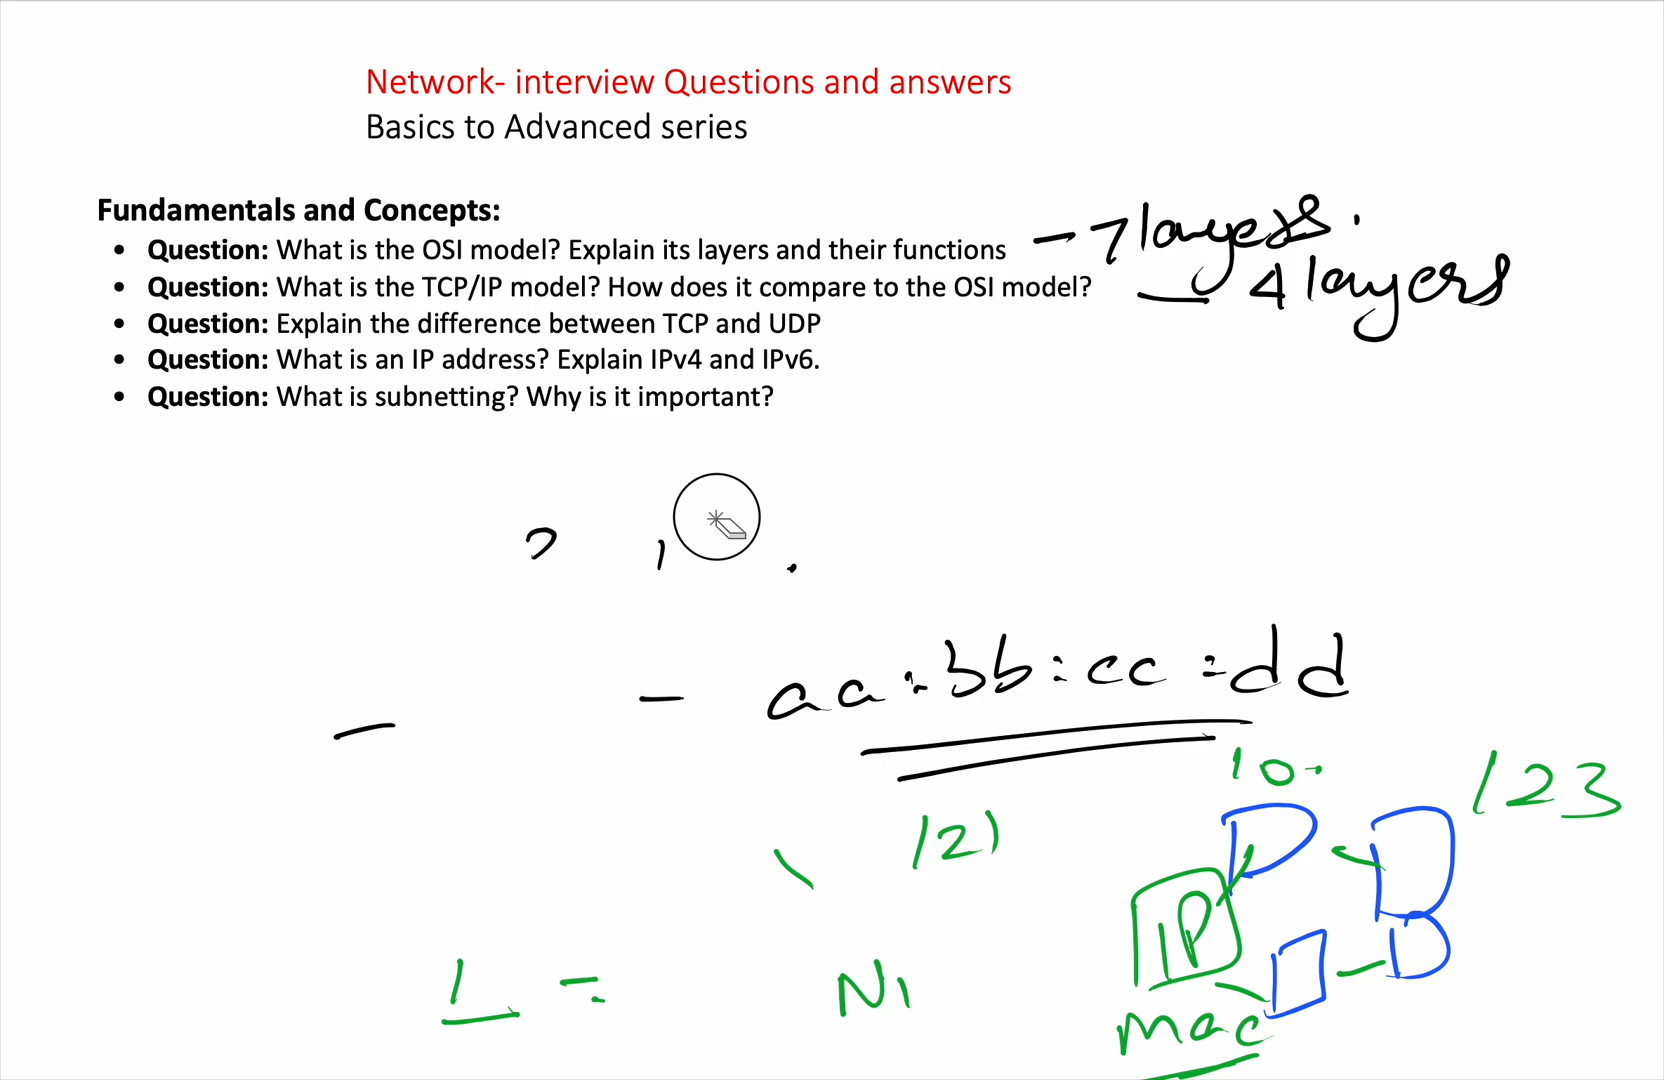 Network- interview Questions and answers
Basics to Advanced series
Fundamentals and Concepts:
• Question: What is the OSI model? Explain its layers and their functions
- 7 layers.
• Question: What is the TCP/IP model? How does it compare to the OSI model?
- 4 layers
• Question: Explain the difference between TCP and UDP
• Question: What is an IP address? Explain IPv4 and IPv6.
• Question: What is subnetting? Why is it important?
- aa:bb:cc:dd
10.
123
121
IP
mac